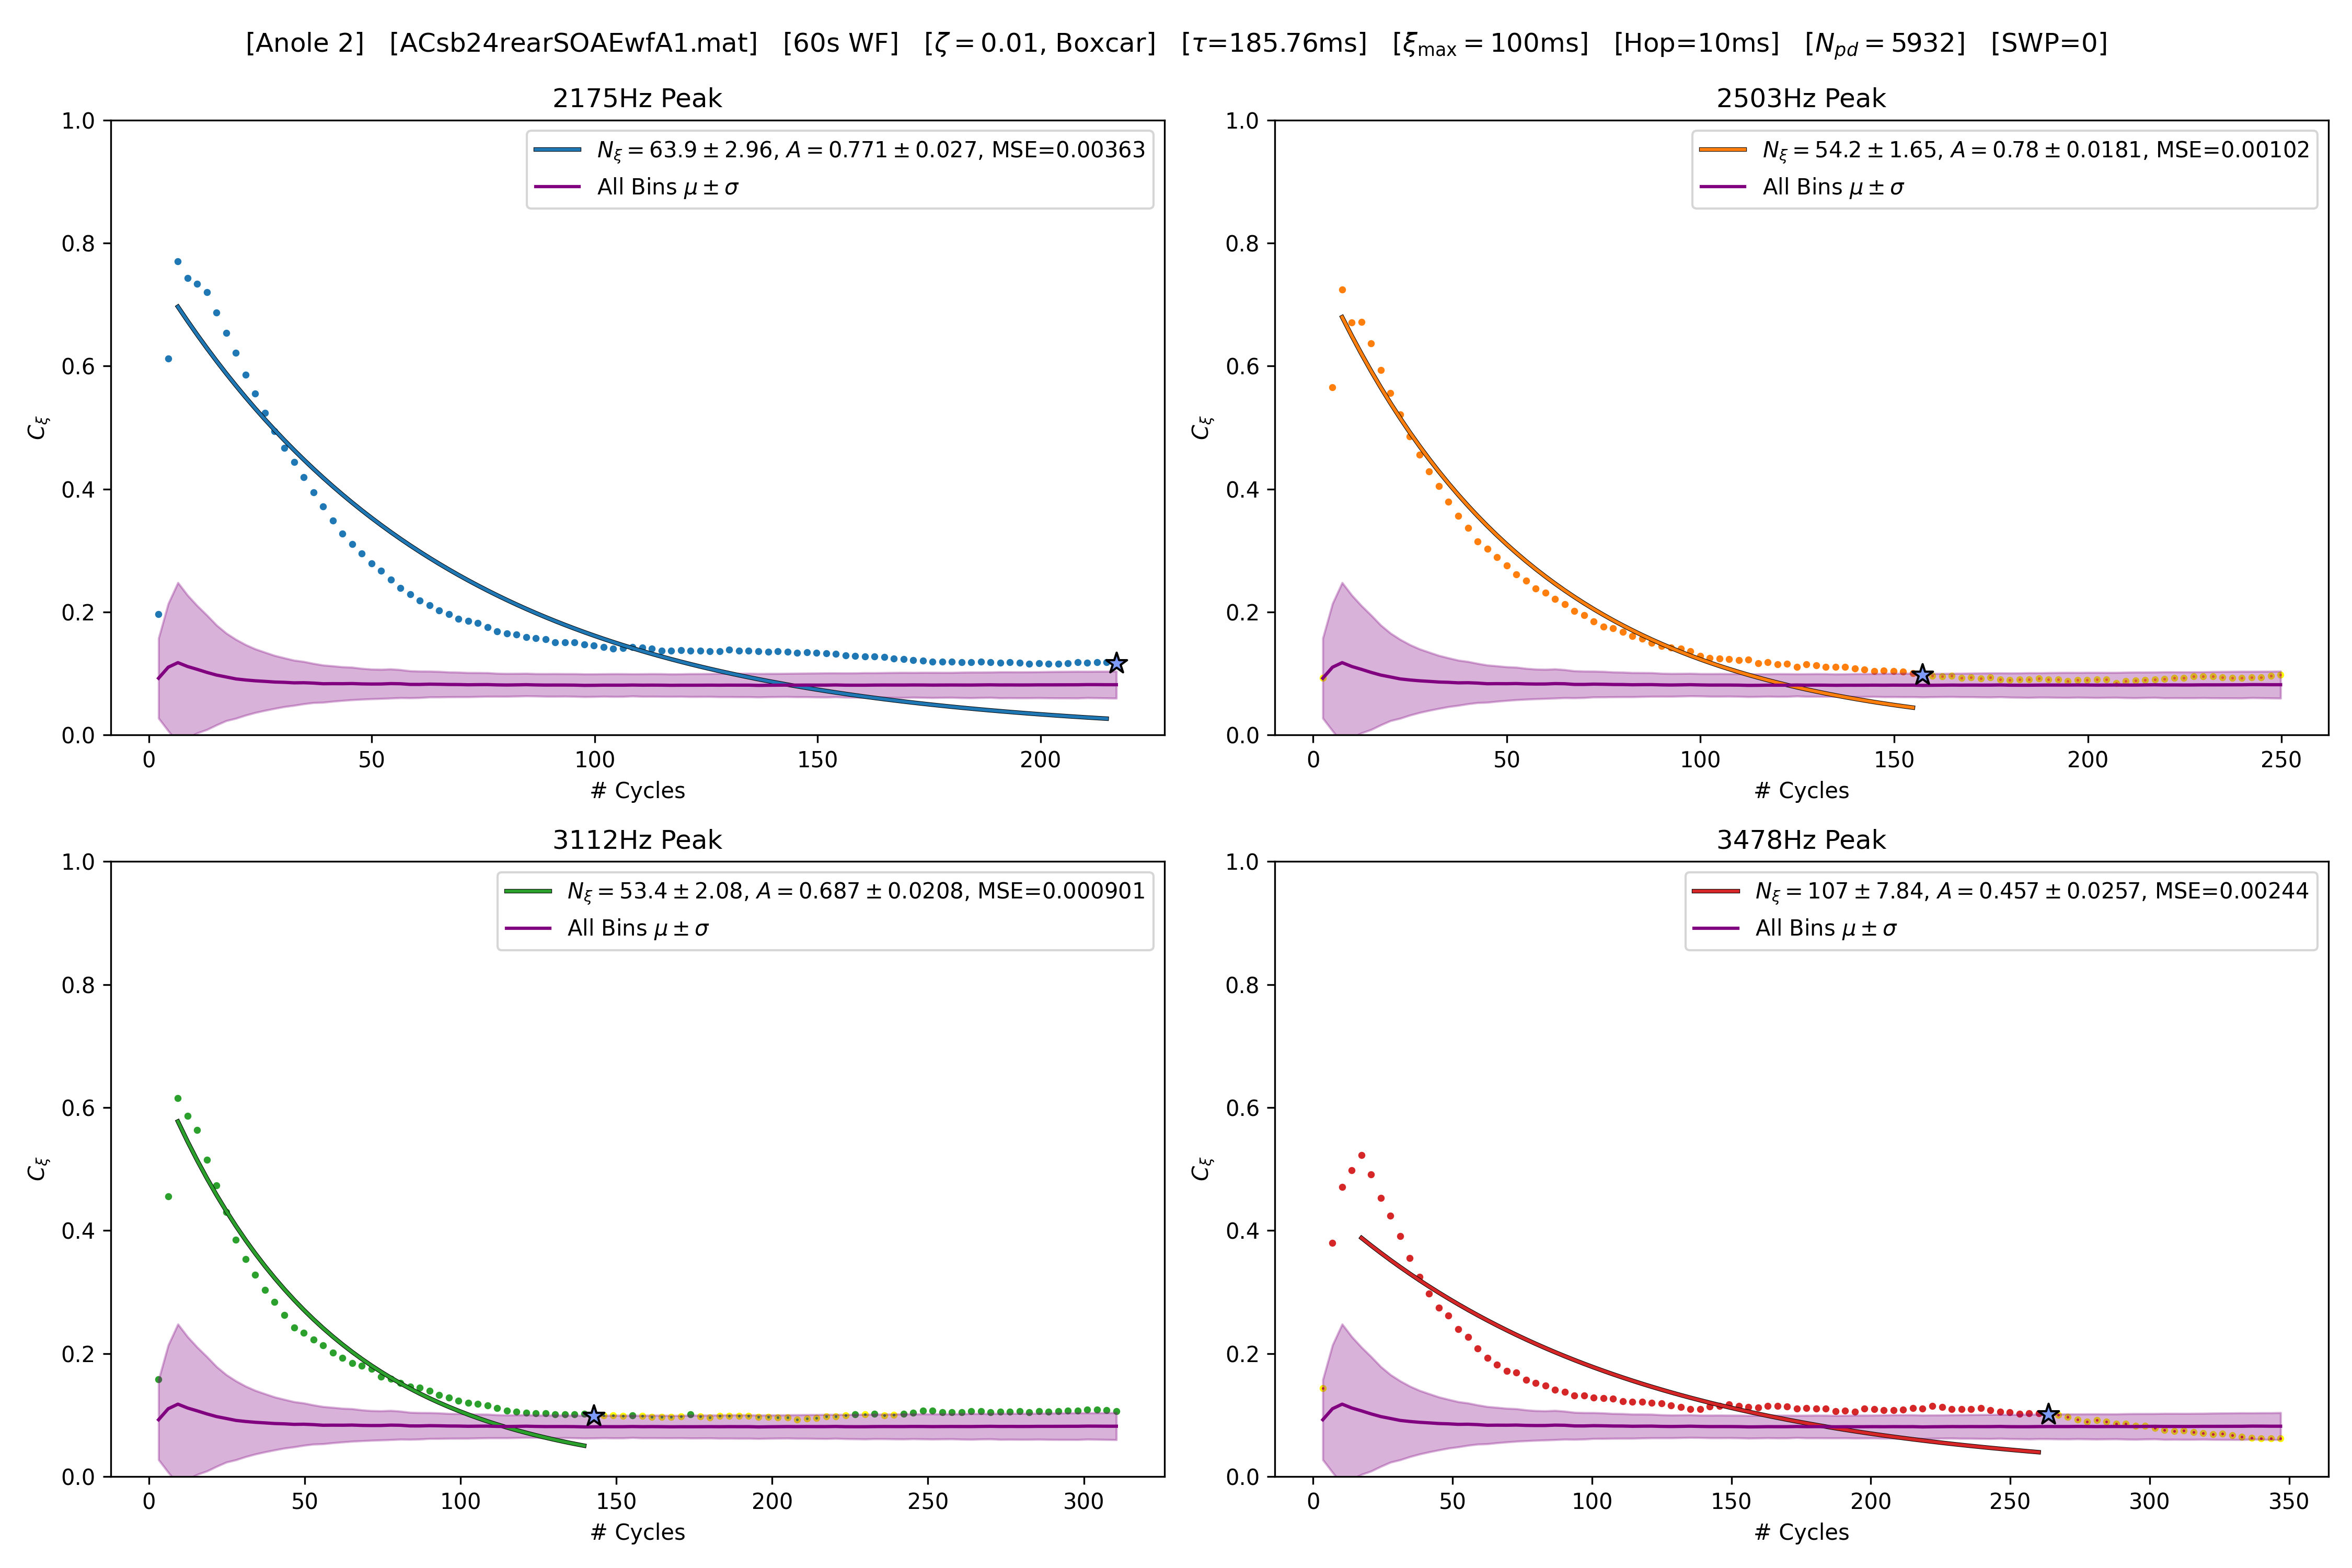 [Anole 2] [ACsb24rearSOAEwfA1.mat] [60s WF] [ζ = 0.01, Boxcar] [τ=185.76ms] [ξmax = 100ms] [Hop=10ms] [Npd = 5932] [SWP=0]
2175Hz Peak
Nξ = 63.9 ± 2.96, A = 0.771 ± 0.027, MSE=0.00363
All Bins μ ± σ
1.0
0.8
0.6
0.4
0.2
0.0
Cξ
0 50 100 150 200
# Cycles
2503Hz Peak
Nξ = 54.2 ± 1.65, A = 0.78 ± 0.0181, MSE=0.00102
All Bins μ ± σ
1.0
0.8
0.6
0.4
0.2
0.0
Cξ
0 50 100 150 200 250
# Cycles
3112Hz Peak
Nξ = 53.4 ± 2.08, A = 0.687 ± 0.0208, MSE=0.000901
All Bins μ ± σ
1.0
0.8
0.6
0.4
0.2
0.0
Cξ
0 50 100 150 200 250 300
# Cycles
3478Hz Peak
Nξ = 107 ± 7.84, A = 0.457 ± 0.0257, MSE=0.00244
All Bins μ ± σ
1.0
0.8
0.6
0.4
0.2
0.0
Cξ
0 50 100 150 200 250 300 350
# Cycles